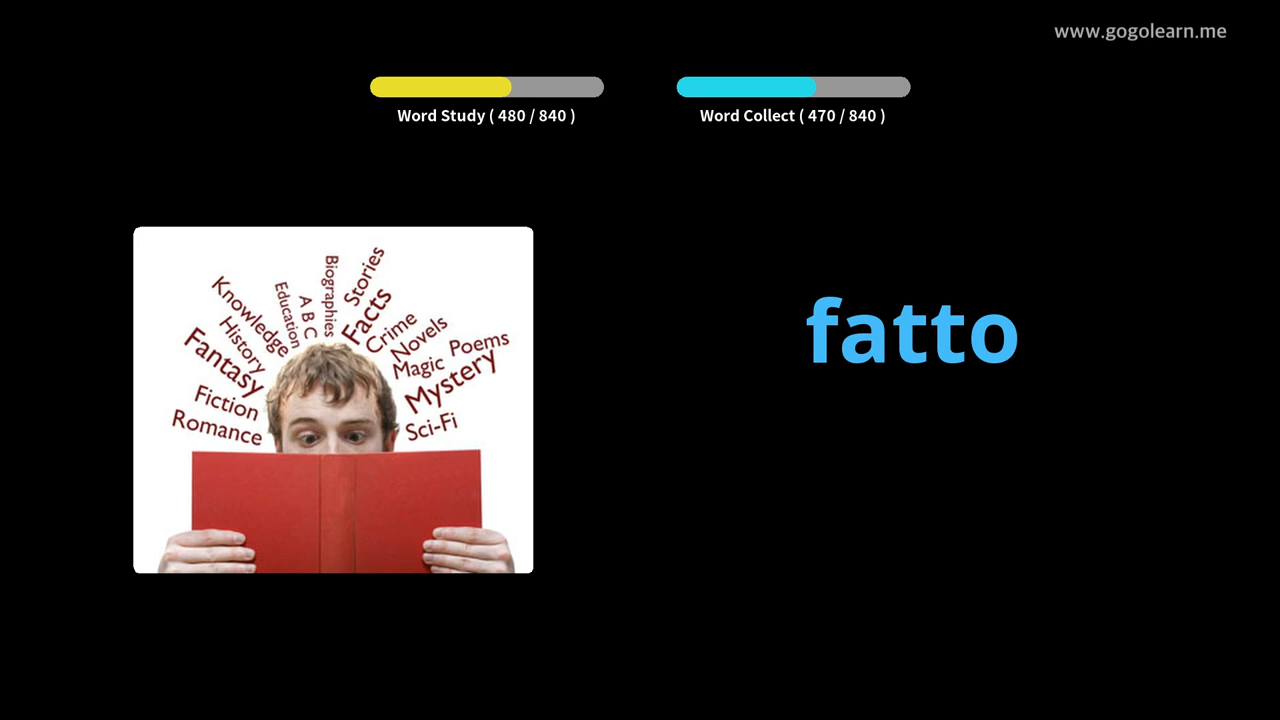 www.gogolearn.me
Word Study ( 480 / 840 )
Word Collect ( 470 / 840 )
Biographies
Stories
Education
A B C
Facts
Knowledge
Crime
History
Novels
Fantasy
Magic
Poems
Mystery
Fiction
Romance
Sci-Fi
fatto